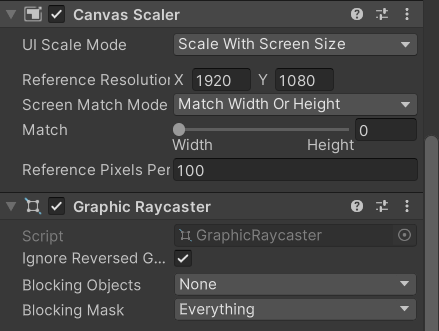 Canvas Scaler
UI Scale Mode Scale With Screen Size
Reference Resolution X 1920 Y 1080
Screen Match Mode Match Width Or Height
Match 0
Width Height
Reference Pixels Per 100
Graphic Raycaster
Script GraphicRaycaster
Ignore Reversed G...
Blocking Objects None
Blocking Mask Everything